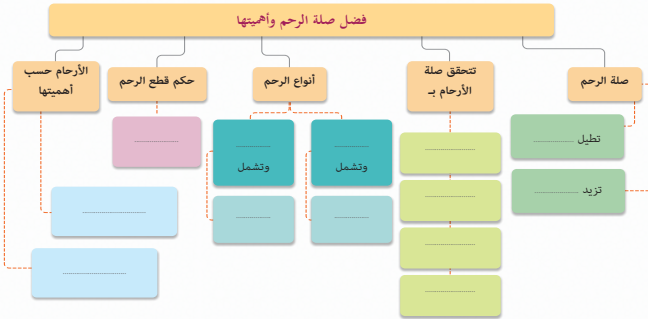 فضل صلة الرحم وأهميتها
صلة الرحم
تطيل ..............
تزيد ..............
تتحقق صلة
الأرحام بـ
..............
..............
..............
..............
أنواع الرحم
..............
وتشمل
..............
..............
وتشمل
..............
حكم قطع الرحم
..............
الأرحام حسب
أهميتها
..............
..............